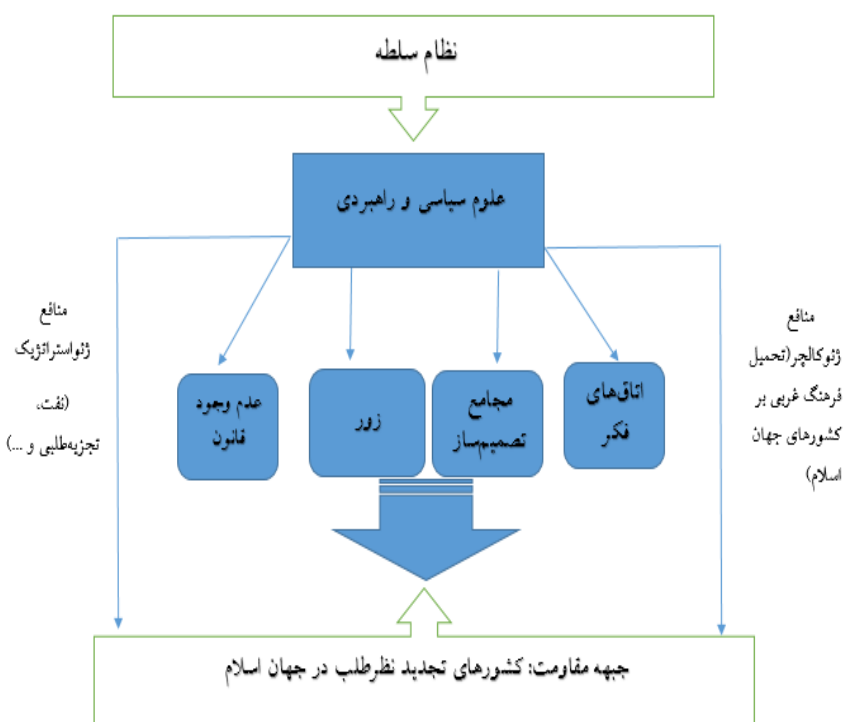 نظام سلطه
علوم سیاسی و راهبردی
منافع
ژئوکالچر(تحمیل
فرهنگ غربی بر
کشورهای جهان
اسلام)
منافع
ژئواستراتژیک
(نفت،
تجزیه‌طلبی و ...)
اتاق‌های
فکر
مجامع
تصمیم‌ساز
زور
عدم وجود
قانون
جبهه مقاومت: کشورهای تجدید نظرطلب در جهان اسلام